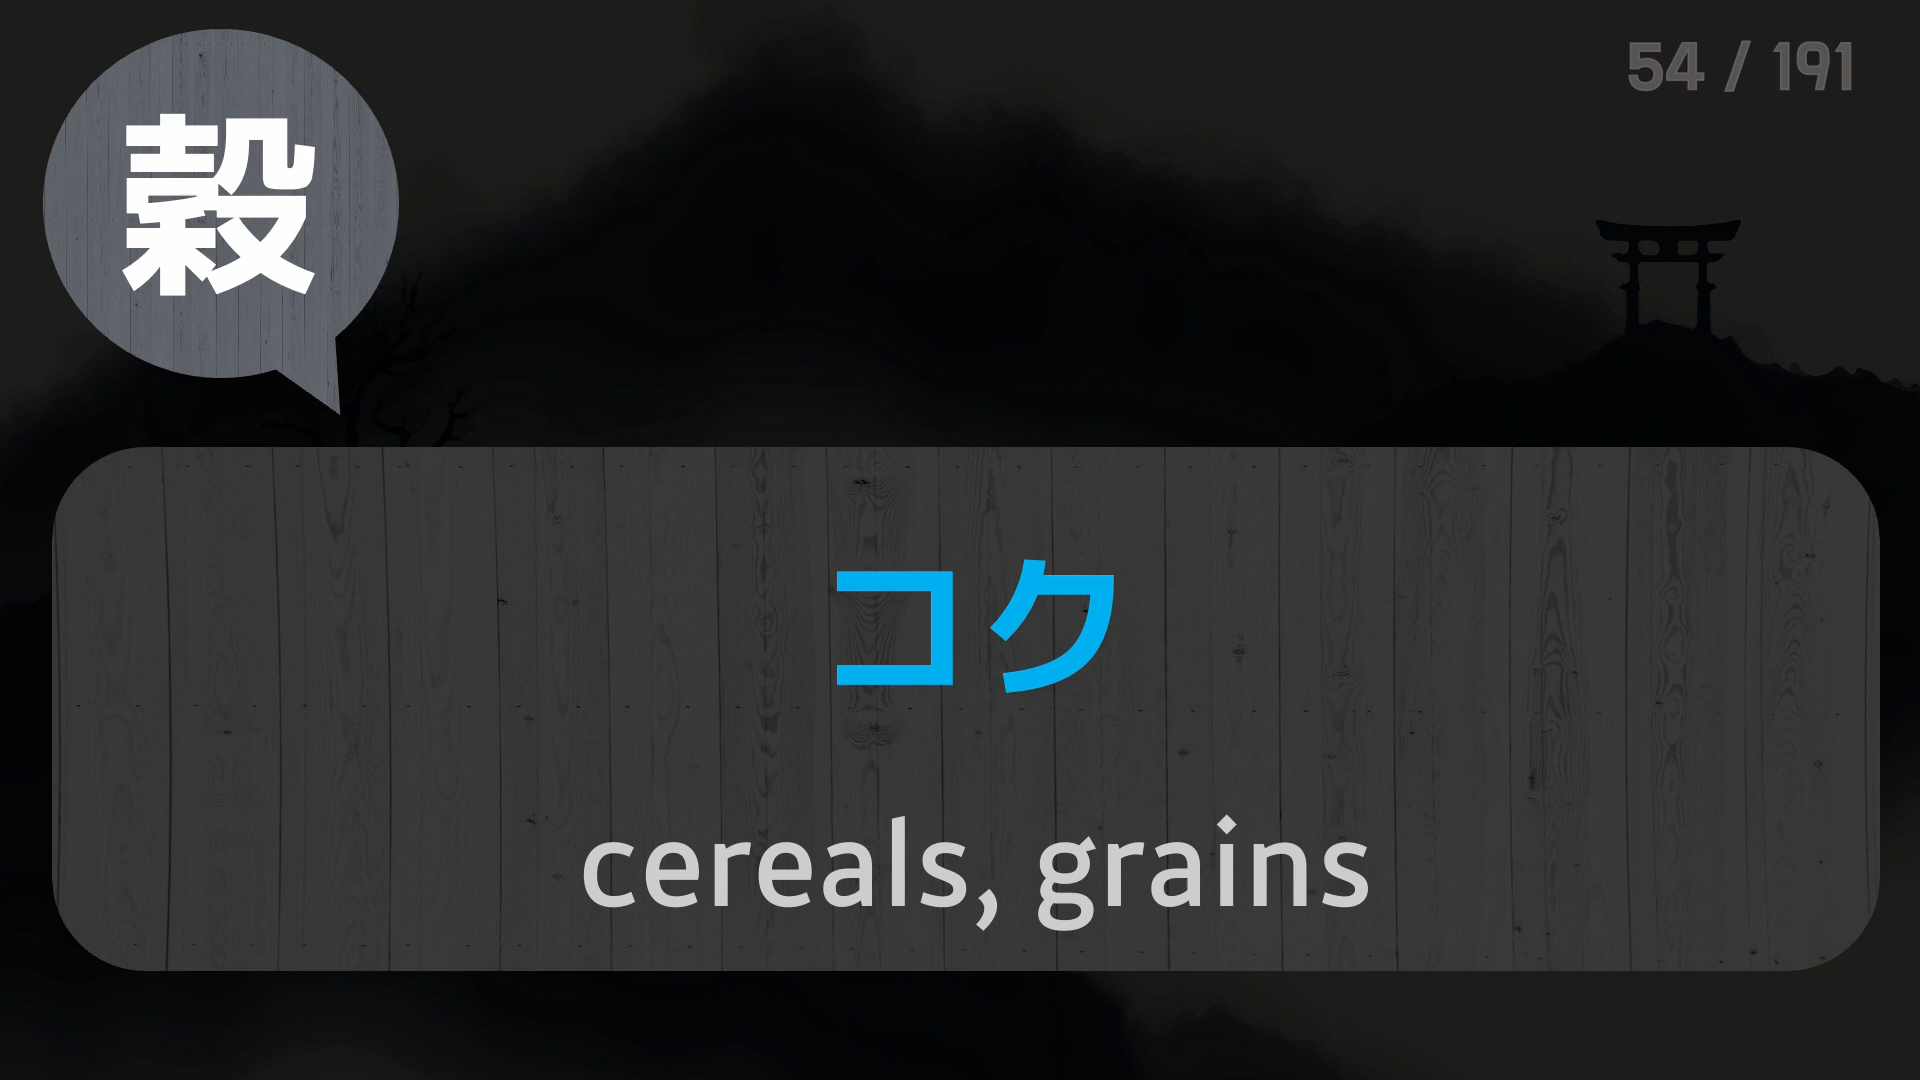 54 / 191
穀
コク
cereals, grains